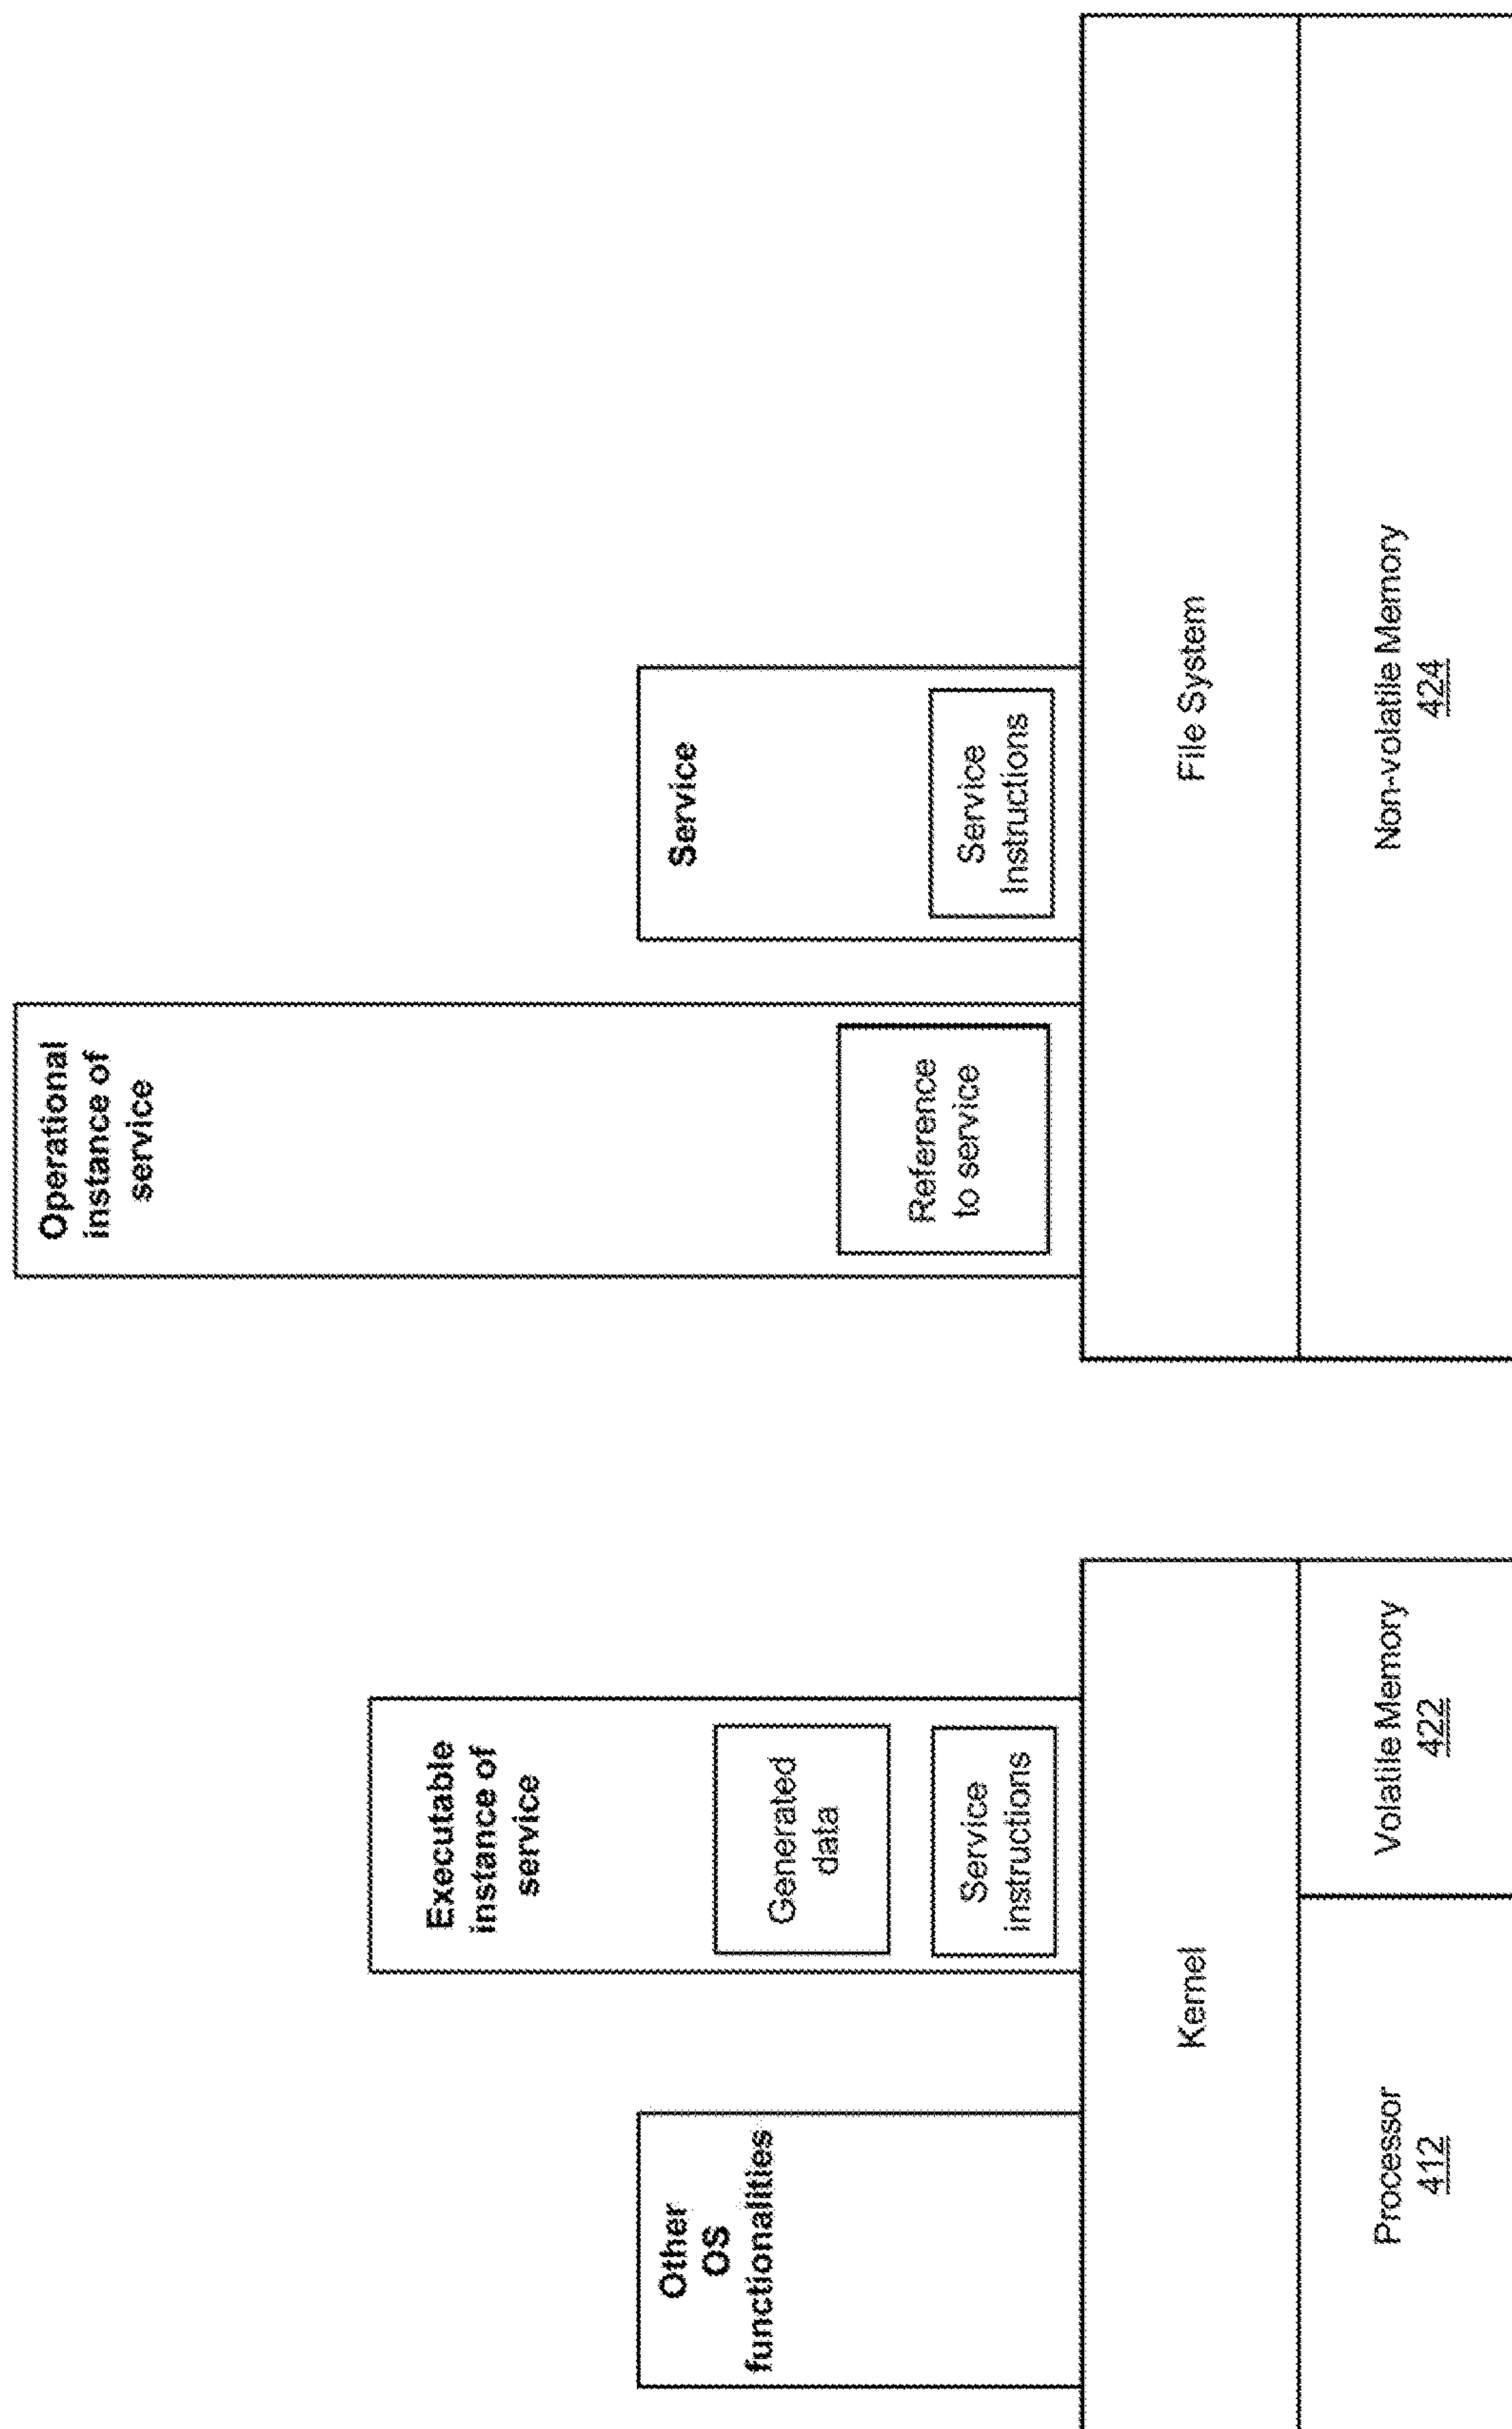 Other
OS
functionalities
Executable
instance of
service
Generated
data
Service
instructions
Kernel
Processor
412
Volatile Memory
422
Operational
instance of
service
Reference
to service
Service
Service
Instructions
File System
Non-volatile Memory
424